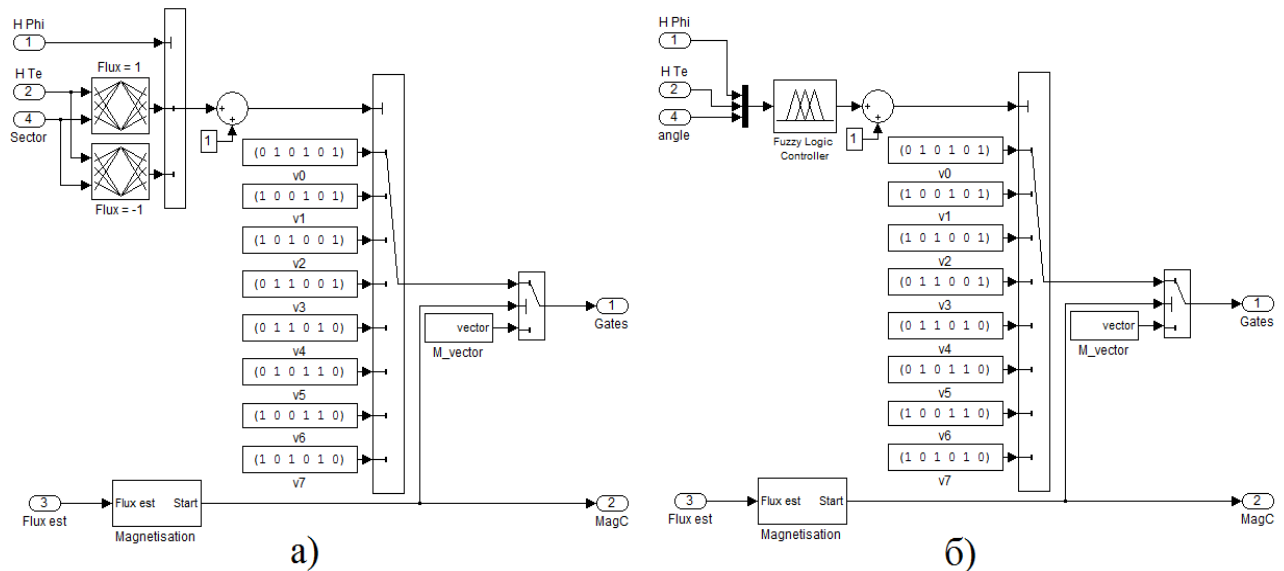 H Phi
1
H Te
2
4
Sector
Flux = 1
Flux = -1
+
+
1
(0 1 0 1 0 1)
v0
(1 0 0 1 0 1)
v1
(1 0 1 0 0 1)
v2
(0 1 1 0 0 1)
v3
(0 1 1 0 1 0)
v4
(0 1 0 1 1 0)
v5
(1 0 0 1 1 0)
v6
(1 0 1 0 1 0)
v7
vector
M_vector
1
Gates
3
Flux est
Flux est Start
Magnetisation
2
MagC
а)
H Phi
1
H Te
2
4
angle
Fuzzy Logic
Controller
+
+
1
(0 1 0 1 0 1)
v0
(1 0 0 1 0 1)
v1
(1 0 1 0 0 1)
v2
(0 1 1 0 0 1)
v3
(0 1 1 0 1 0)
v4
(0 1 0 1 1 0)
v5
(1 0 0 1 1 0)
v6
(1 0 1 0 1 0)
v7
vector
M_vector
1
Gates
3
Flux est
Flux est Start
Magnetisation
2
MagC
б)